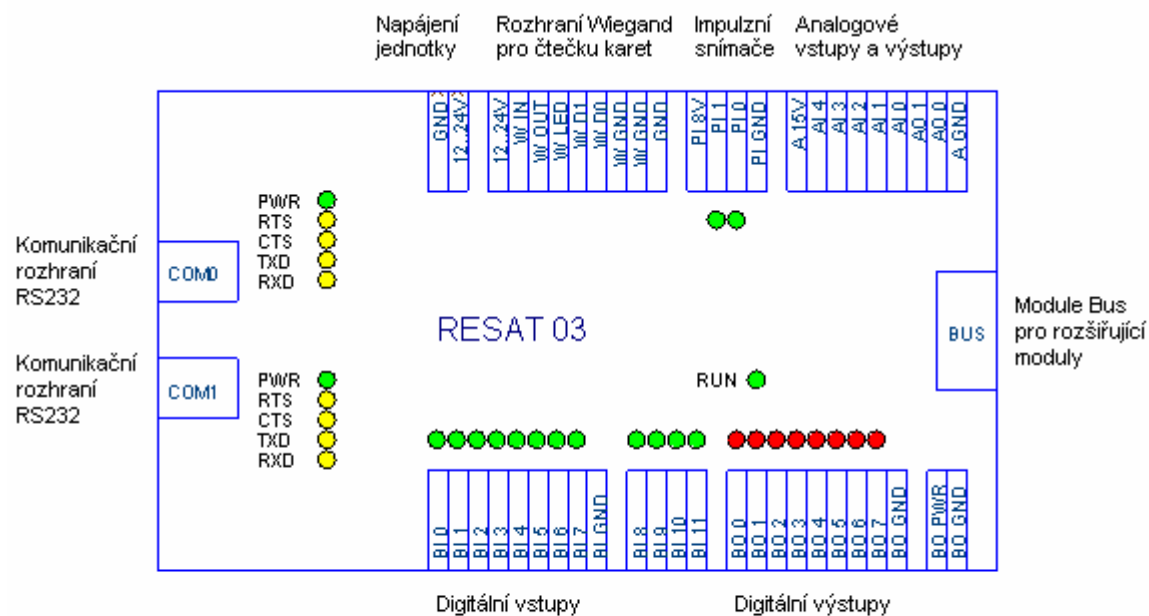 Napájení
jednotky
Rozhraní Wiegand
pro čtečku karet
Impulzní
snímače
Analogové
vstupy a výstupy
GND
12..24V
12..24V
W IN
W OUT
W LED
W D1
W D0
W GND
W GND
GND
PI 8V
PI 1
PI 0
PI GND
A 15V
AI 4
AI 3
AI 2
AI 1
AI 0
AO 1
AO 0
A GND
PWR
RTS
CTS
TXD
RXD
Komunikační
rozhraní
RS232
COM0
RESAT 03
BUS
Module Bus
pro rozšiřující
moduly
Komunikační
rozhraní
RS232
COM1
PWR
RTS
CTS
TXD
RXD
RUN
BI 0
BI 1
BI 2
BI 3
BI 4
BI 5
BI 6
BI 7
BI GND
BI 8
BI 9
BI 10
BI 11
BO 0
BO 1
BO 2
BO 3
BO 4
BO 5
BO 6
BO 7
BO GND
BO PWR
BO GND
Digitální vstupy
Digitální výstupy